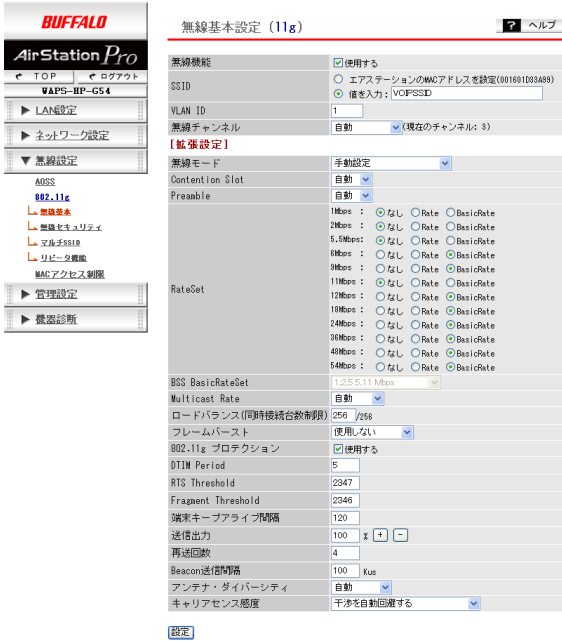 BUFFALO
AirStation Pro
TOP ログアウト
WAPS-HP-G54
▶ LAN設定
▶ ネットワーク設定
▼ 無線設定
AOSS
802.11g
無線基本
無線セキュリティ
マルチSSID
リピータ機能
MACアクセス制限
▶ 管理設定
▶ 機器診断
無線基本設定 (11g)
? ヘルプ
無線機能 使用する
SSID エアステーションのMACアドレスを設定(001601D33A99)
値を入力: VOIPSSID
VLAN ID 1
無線チャンネル 自動 (現在のチャンネル: 3)
[拡張設定]
無線モード 手動設定
Contention Slot 自動
Preamble 自動
RateSet
1Mbps : なし Rate BasicRate
2Mbps : なし Rate BasicRate
5.5Mbps: なし Rate BasicRate
6Mbps : なし Rate BasicRate
9Mbps : なし Rate BasicRate
11Mbps : なし Rate BasicRate
12Mbps : なし Rate BasicRate
18Mbps : なし Rate BasicRate
24Mbps : なし Rate BasicRate
36Mbps : なし Rate BasicRate
48Mbps : なし Rate BasicRate
54Mbps : なし Rate BasicRate
BSS BasicRateSet 1,2,5.5,11 Mbps
Multicast Rate 自動
ロードバランス(同時接続台数制限) 256 /256
フレームバースト 使用しない
802.11g プロテクション 使用する
DTIM Period 5
RTS Threshold 2347
Fragment Threshold 2346
端末キープアライブ間隔 120
送信出力 100 % + -
再送回数 4
Beacon送信間隔 100 Kus
アンテナ・ダイバーシティ 自動
キャリアセンス感度 干渉を自動回避する
設定